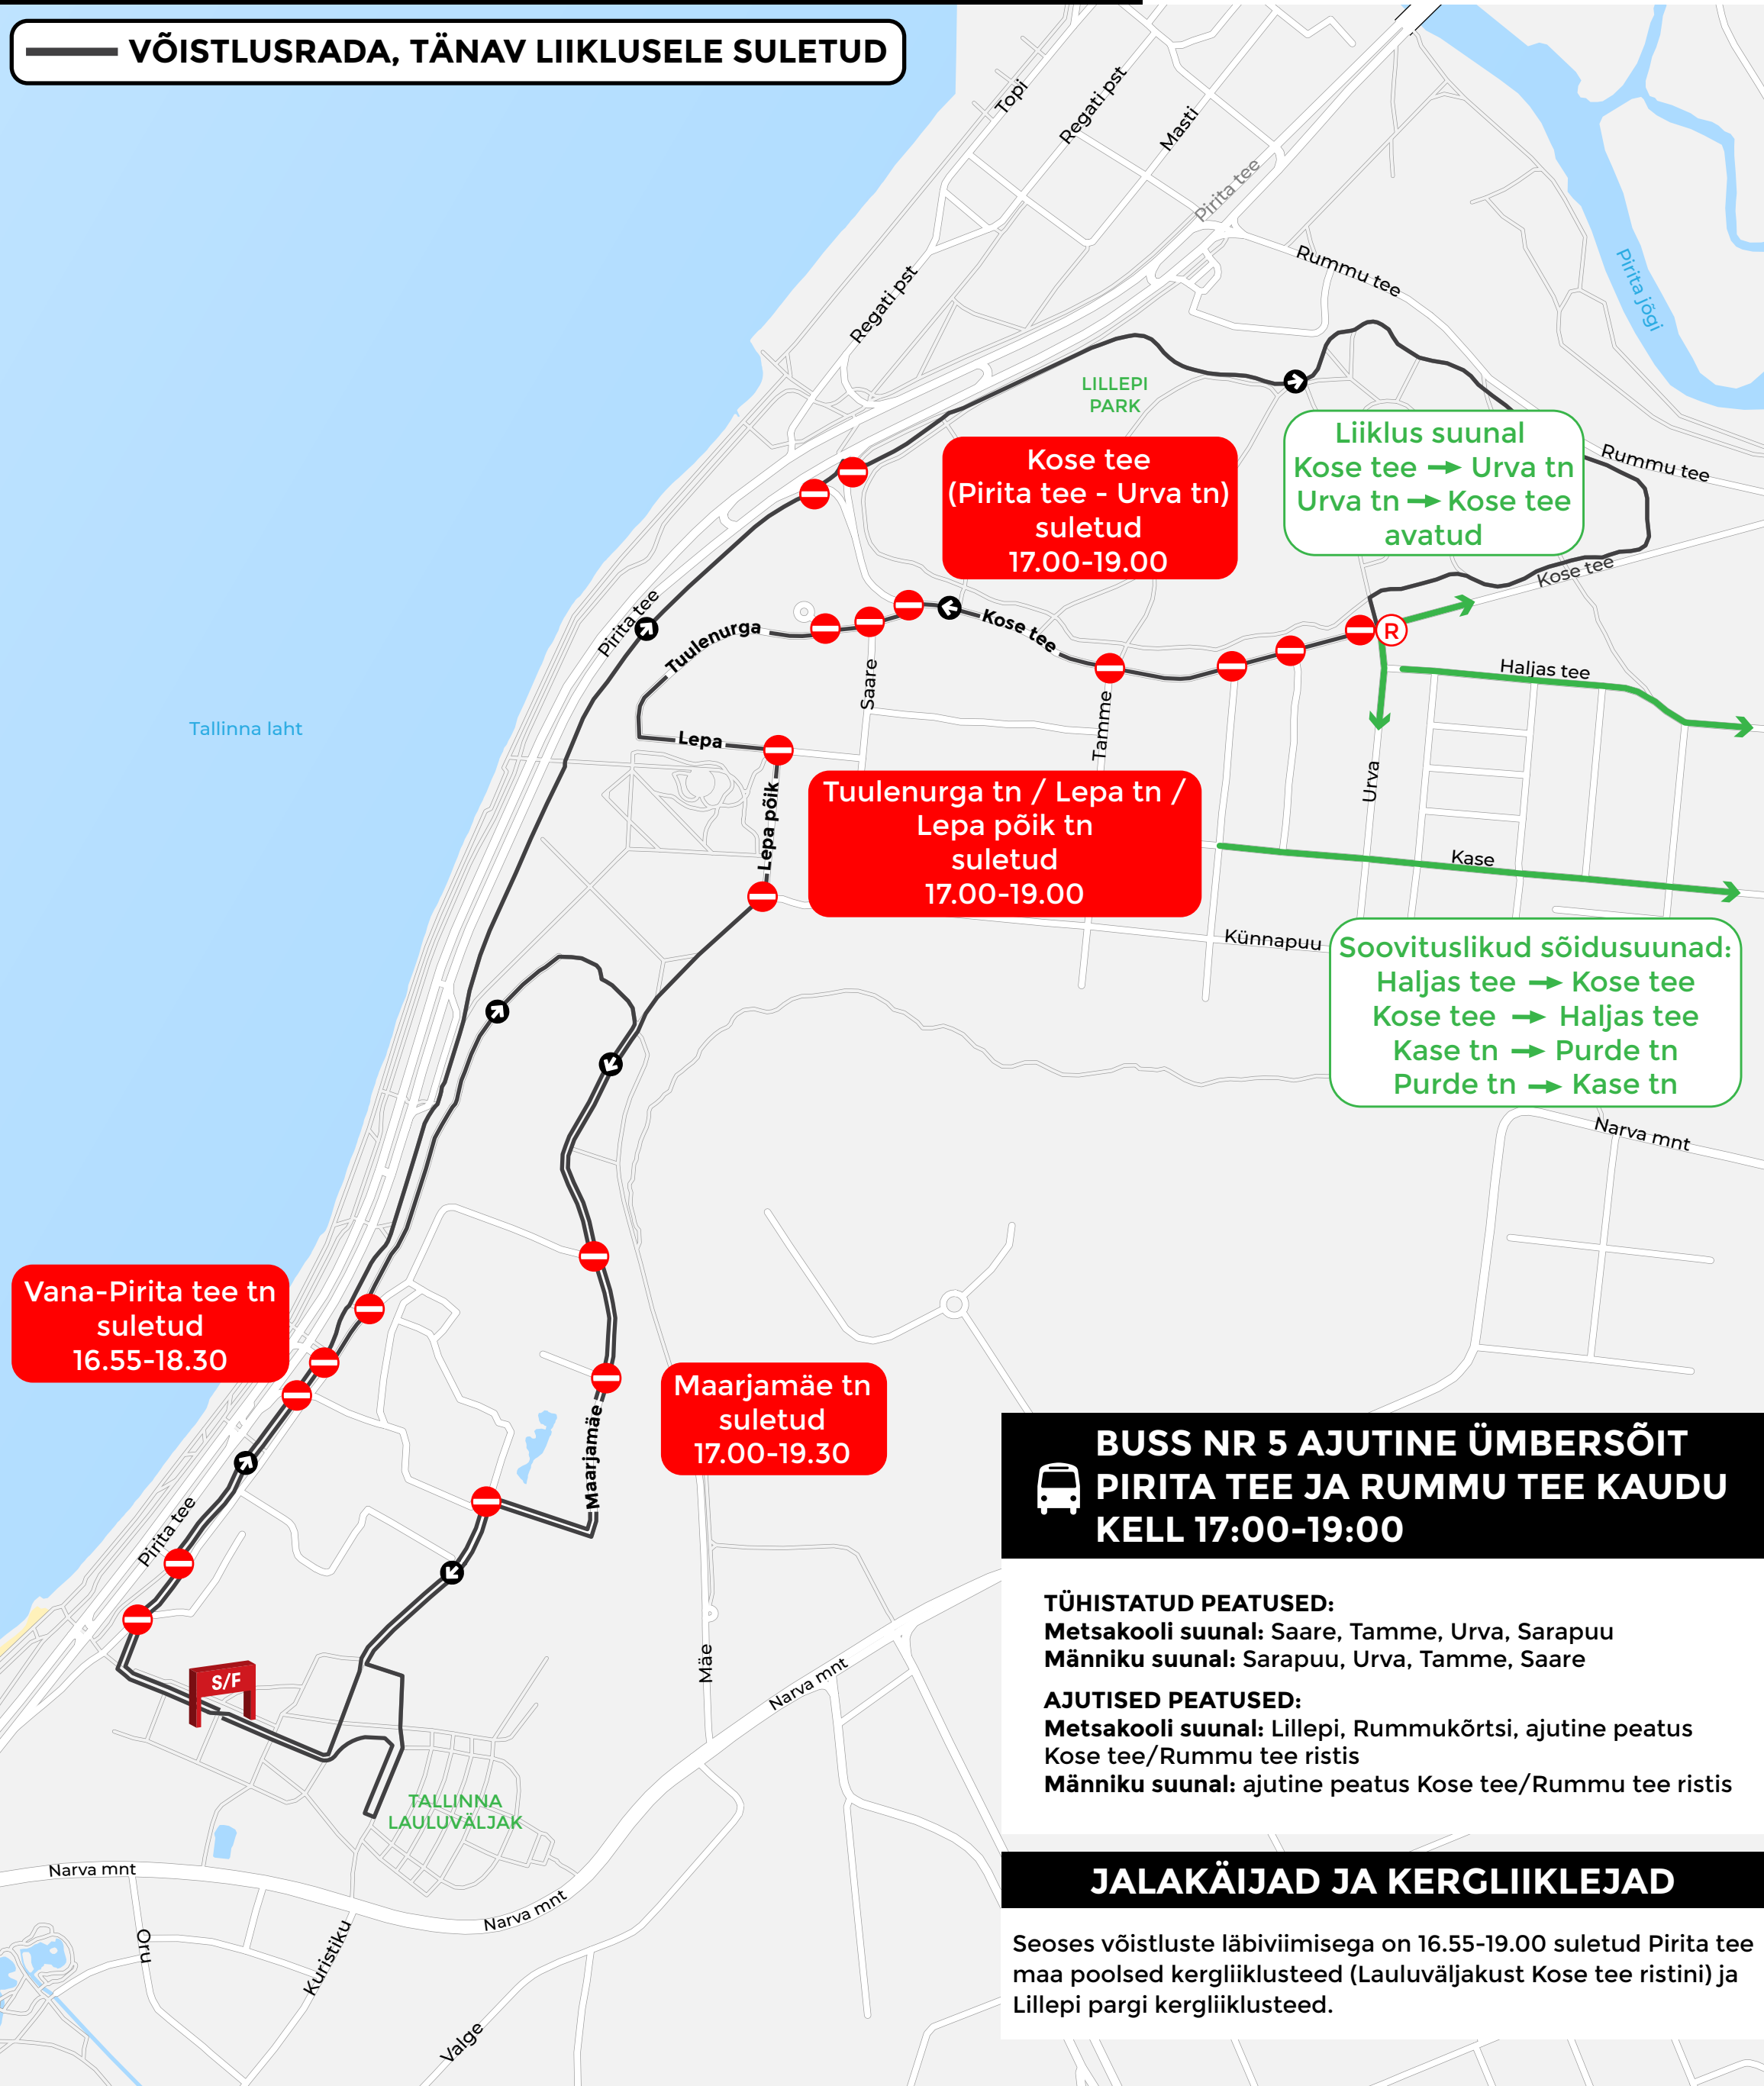 VÕISTLUSRADA, TÄNAV LIIKLUSELE SULETUD
Topi
Regati pst
Masti
Pirita tee
Regati pst
Rummu tee
Pirita jõgi
LILLEPI
PARK
Rummu tee
Liiklus suunal
Kose tee → Urva tn
Urva tn → Kose tee
avatud
Kose tee
(Pirita tee - Urva tn)
suletud
17.00-19.00
Kose tee
Pirita tee
Tuulenurga
Kose tee
R
Saare
Tamme
Haljas tee
Tallinna laht
Lepa
Lepa põik
Urva
Tuulenurga tn / Lepa tn /
Lepa põik tn
suletud
17.00-19.00
Kase
Künnapuu
Soovituslikud sõidusuunad:
Haljas tee → Kose tee
Kose tee → Haljas tee
Kase tn → Purde tn
Purde tn → Kase tn
Narva mnt
Vana-Pirita tee tn
suletud
16.55-18.30
Maarjamäe tn
suletud
17.00-19.30
Maarjamäe
Pirita tee
S/F
Mäe
Narva mnt
TALLINNA
LAULUVÄLJAK
Narva mnt
Narva mnt
Oru
Kuristiku
Valge
BUSS NR 5 AJUTINE ÜMBERSÕIT
PIRITA TEE JA RUMMU TEE KAUDU
KELL 17:00-19:00
TÜHISTATUD PEATUSED:
Metsakooli suunal: Saare, Tamme, Urva, Sarapuu
Männiku suunal: Sarapuu, Urva, Tamme, Saare
AJUTISED PEATUSED:
Metsakooli suunal: Lillepi, Rummukõrtsi, ajutine peatus
Kose tee/Rummu tee ristis
Männiku suunal: ajutine peatus Kose tee/Rummu tee ristis
JALAKÄIJAD JA KERGLIIKLEJAD
Seoses võistluste läbiviimisega on 16.55-19.00 suletud Pirita tee
maa poolsed kergliiklusteed (Lauluväljakust Kose tee ristini) ja
Lillepi pargi kergliiklusteed.